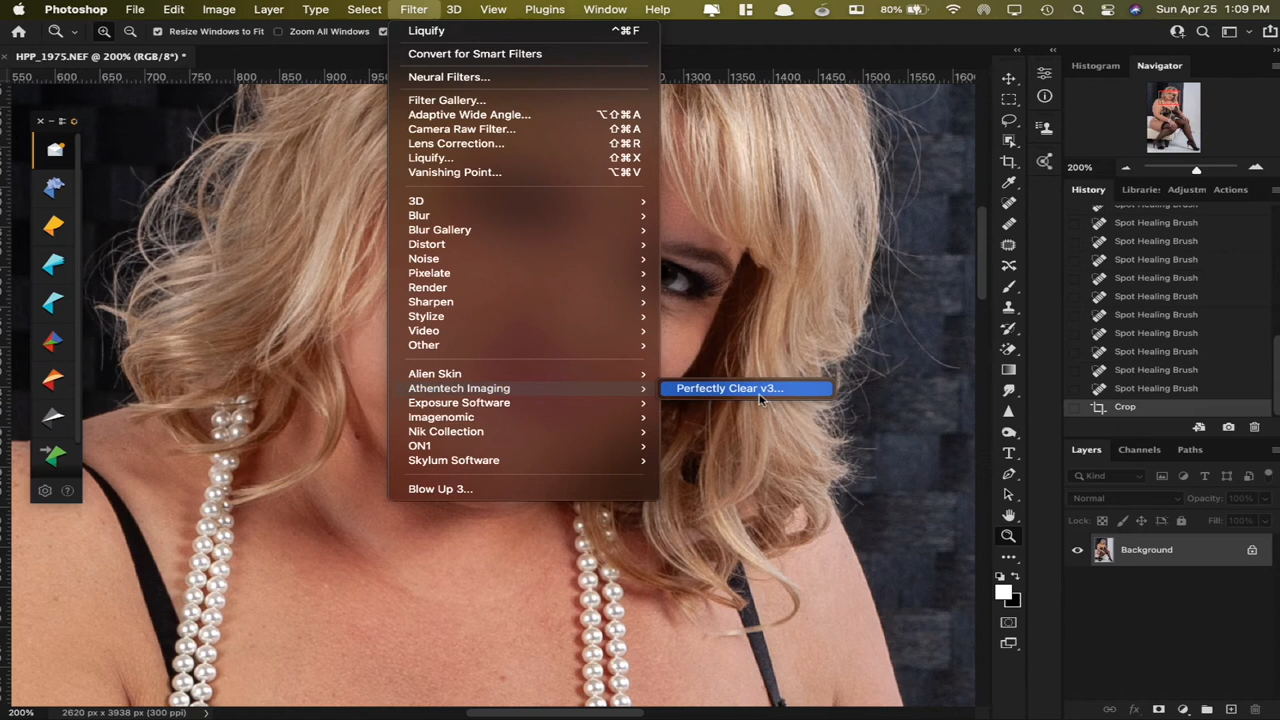 Photoshop File Edit Image Layer Type Select Filter 3D View Plugins Window Help 80% Sun Apr 25 1:09 PM
Resize Windows to Fit Zoom All Windows
HPP_1975.NEF @ 200% (RGB/8*) *
550 600 650 700 750 800 850 900 950 1300 1350 1400 1450 1500 1550 1600
Liquify ^⌘F
Convert for Smart Filters
Neural Filters...
Filter Gallery...
Adaptive Wide Angle... ⌥⇧⌘A
Camera Raw Filter... ⇧⌘A
Lens Correction... ⇧⌘R
Liquify... ⇧⌘X
Vanishing Point... ⌥⌘V
3D
Blur
Blur Gallery
Distort
Noise
Pixelate
Render
Sharpen
Stylize
Video
Other
Alien Skin
Athentech Imaging
Perfectly Clear v3...
Exposure Software
Imagenomic
Nik Collection
ON1
Skylum Software
Blow Up 3...
Histogram Navigator
200%
History Librarie Adjustm Actions
Spot Healing Brush
Spot Healing Brush
Spot Healing Brush
Spot Healing Brush
Spot Healing Brush
Spot Healing Brush
Spot Healing Brush
Spot Healing Brush
Spot Healing Brush
Spot Healing Brush
Crop
Layers Channels Paths
Kind
Normal Opacity: 100%
Lock: Fill: 100%
Background
200% 2620 px x 3938 px (300 ppi)
fx